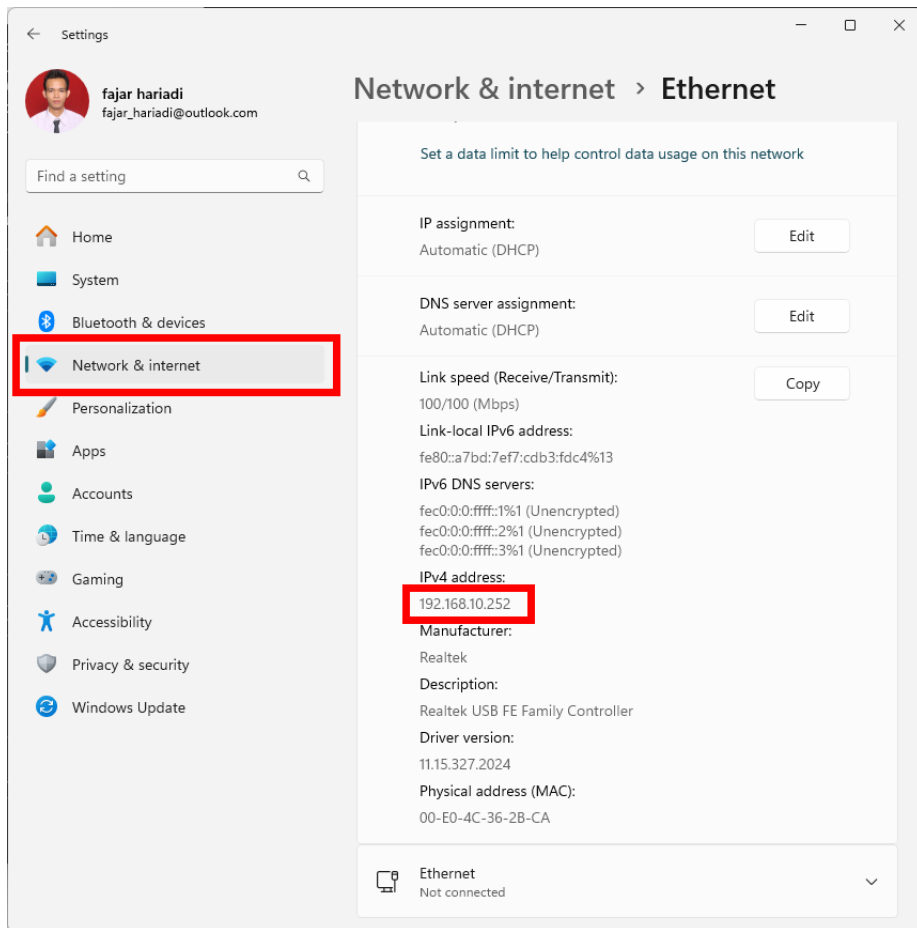 Settings
fajar hariadi
fajar_hariadi@outlook.com
Find a setting
Home
System
Bluetooth & devices
Network & internet
Personalization
Apps
Accounts
Time & language
Gaming
Accessibility
Privacy & security
Windows Update
Network & internet > Ethernet
Set a data limit to help control data usage on this network
IP assignment:
Automatic (DHCP)
Edit
DNS server assignment:
Automatic (DHCP)
Edit
Link speed (Receive/Transmit):
100/100 (Mbps)
Copy
Link-local IPv6 address:
fe80::a7bd:7ef7:cdb3:fdc4%13
IPv6 DNS servers:
fec0:0:0:ffff::1%1 (Unencrypted)
fec0:0:0:ffff::2%1 (Unencrypted)
fec0:0:0:ffff::3%1 (Unencrypted)
IPv4 address:
192.168.10.252
Manufacturer:
Realtek
Description:
Realtek USB FE Family Controller
Driver version:
11.15.327.2024
Physical address (MAC):
00-E0-4C-36-2B-CA
Ethernet
Not connected